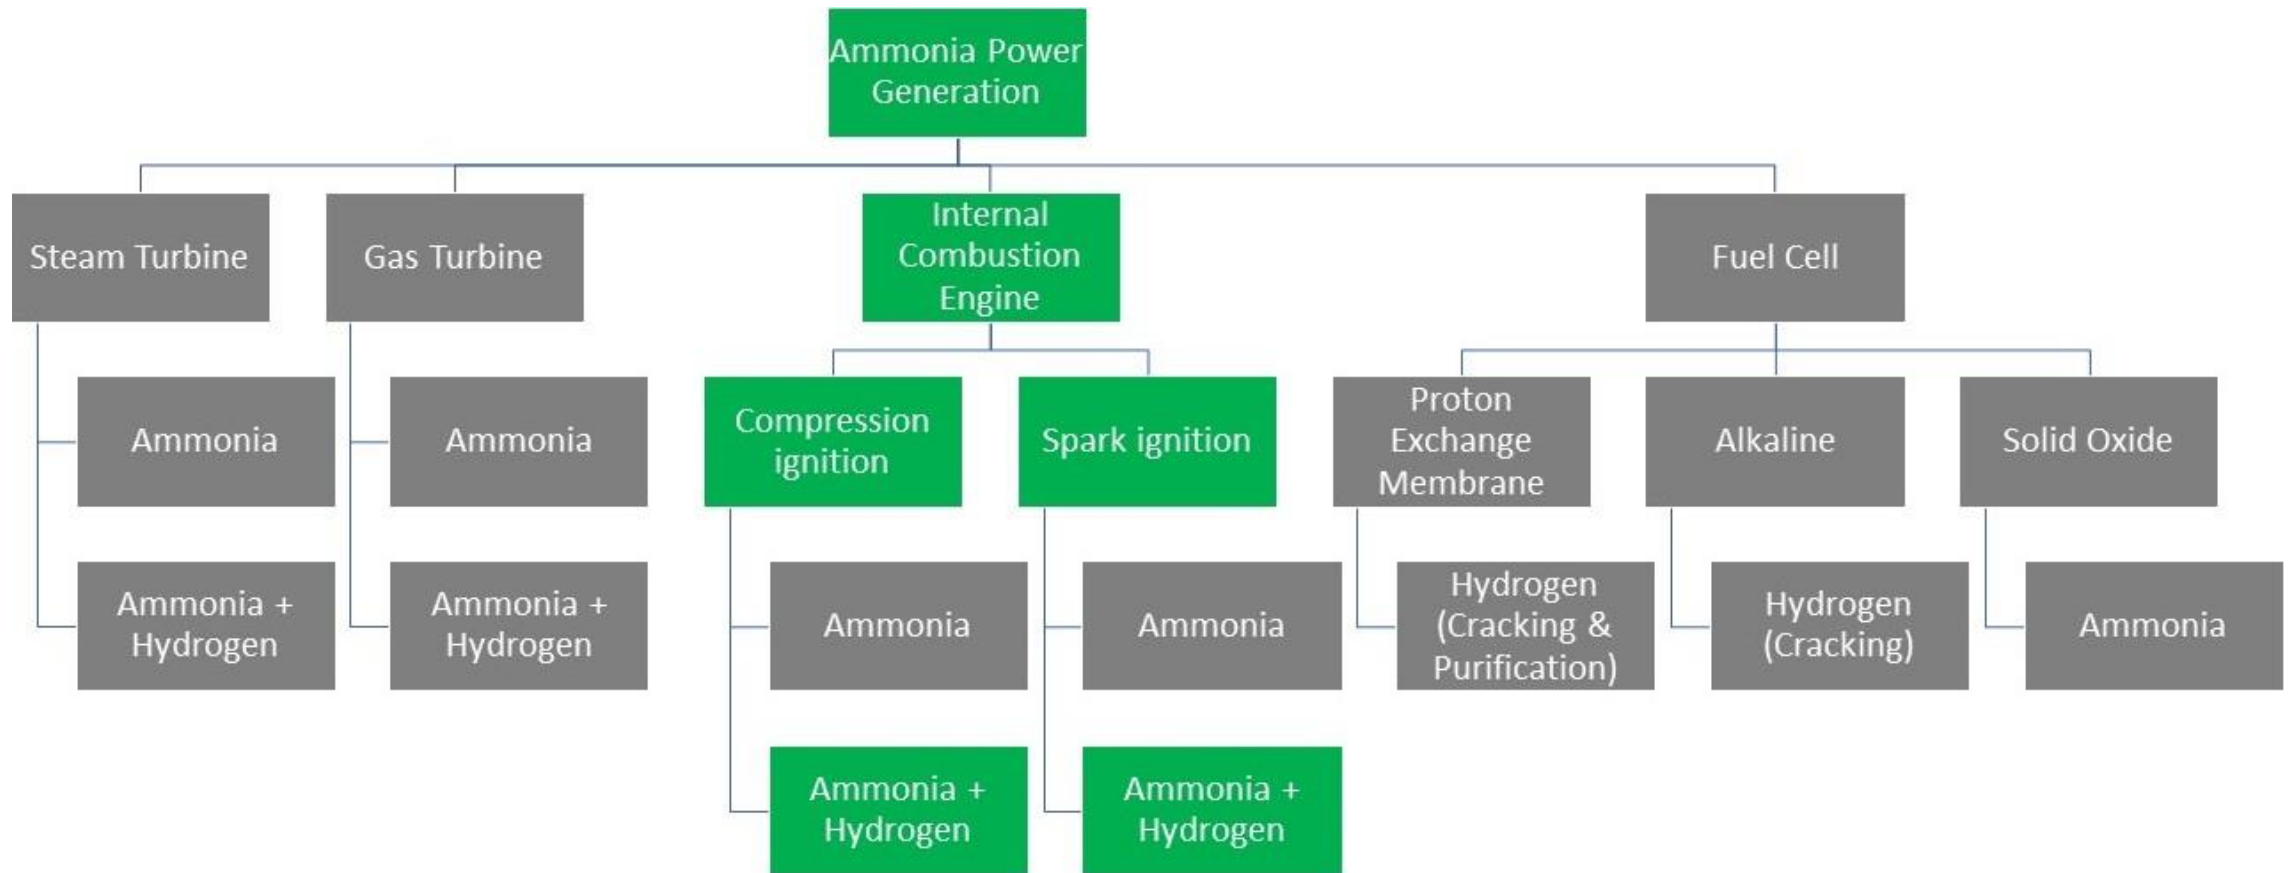 Ammonia Power
Generation
Steam Turbine
Gas Turbine
Internal
Combustion
Engine
Fuel Cell
Ammonia
Ammonia
Compression
ignition
Spark ignition
Proton
Exchange
Membrane
Alkaline
Solid Oxide
Ammonia +
Hydrogen
Ammonia +
Hydrogen
Ammonia
Ammonia
Hydrogen
(Cracking &
Purification)
Hydrogen
(Cracking)
Ammonia
Ammonia +
Hydrogen
Ammonia +
Hydrogen